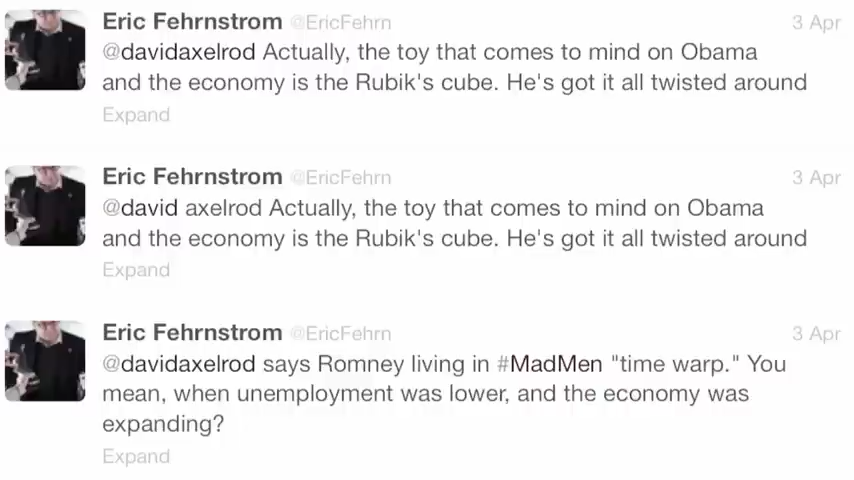 Eric Fehrnstrom @EricFehrn 3 Apr
@davidaxelrod Actually, the toy that comes to mind on Obama
and the economy is the Rubik's cube. He's got it all twisted around
Expand
Eric Fehrnstrom @EricFehrn 3 Apr
@david axelrod Actually, the toy that comes to mind on Obama
and the economy is the Rubik's cube. He's got it all twisted around
Expand
Eric Fehrnstrom @EricFehrn 3 Apr
@davidaxelrod says Romney living in #MadMen "time warp." You
mean, when unemployment was lower, and the economy was
expanding?
Expand